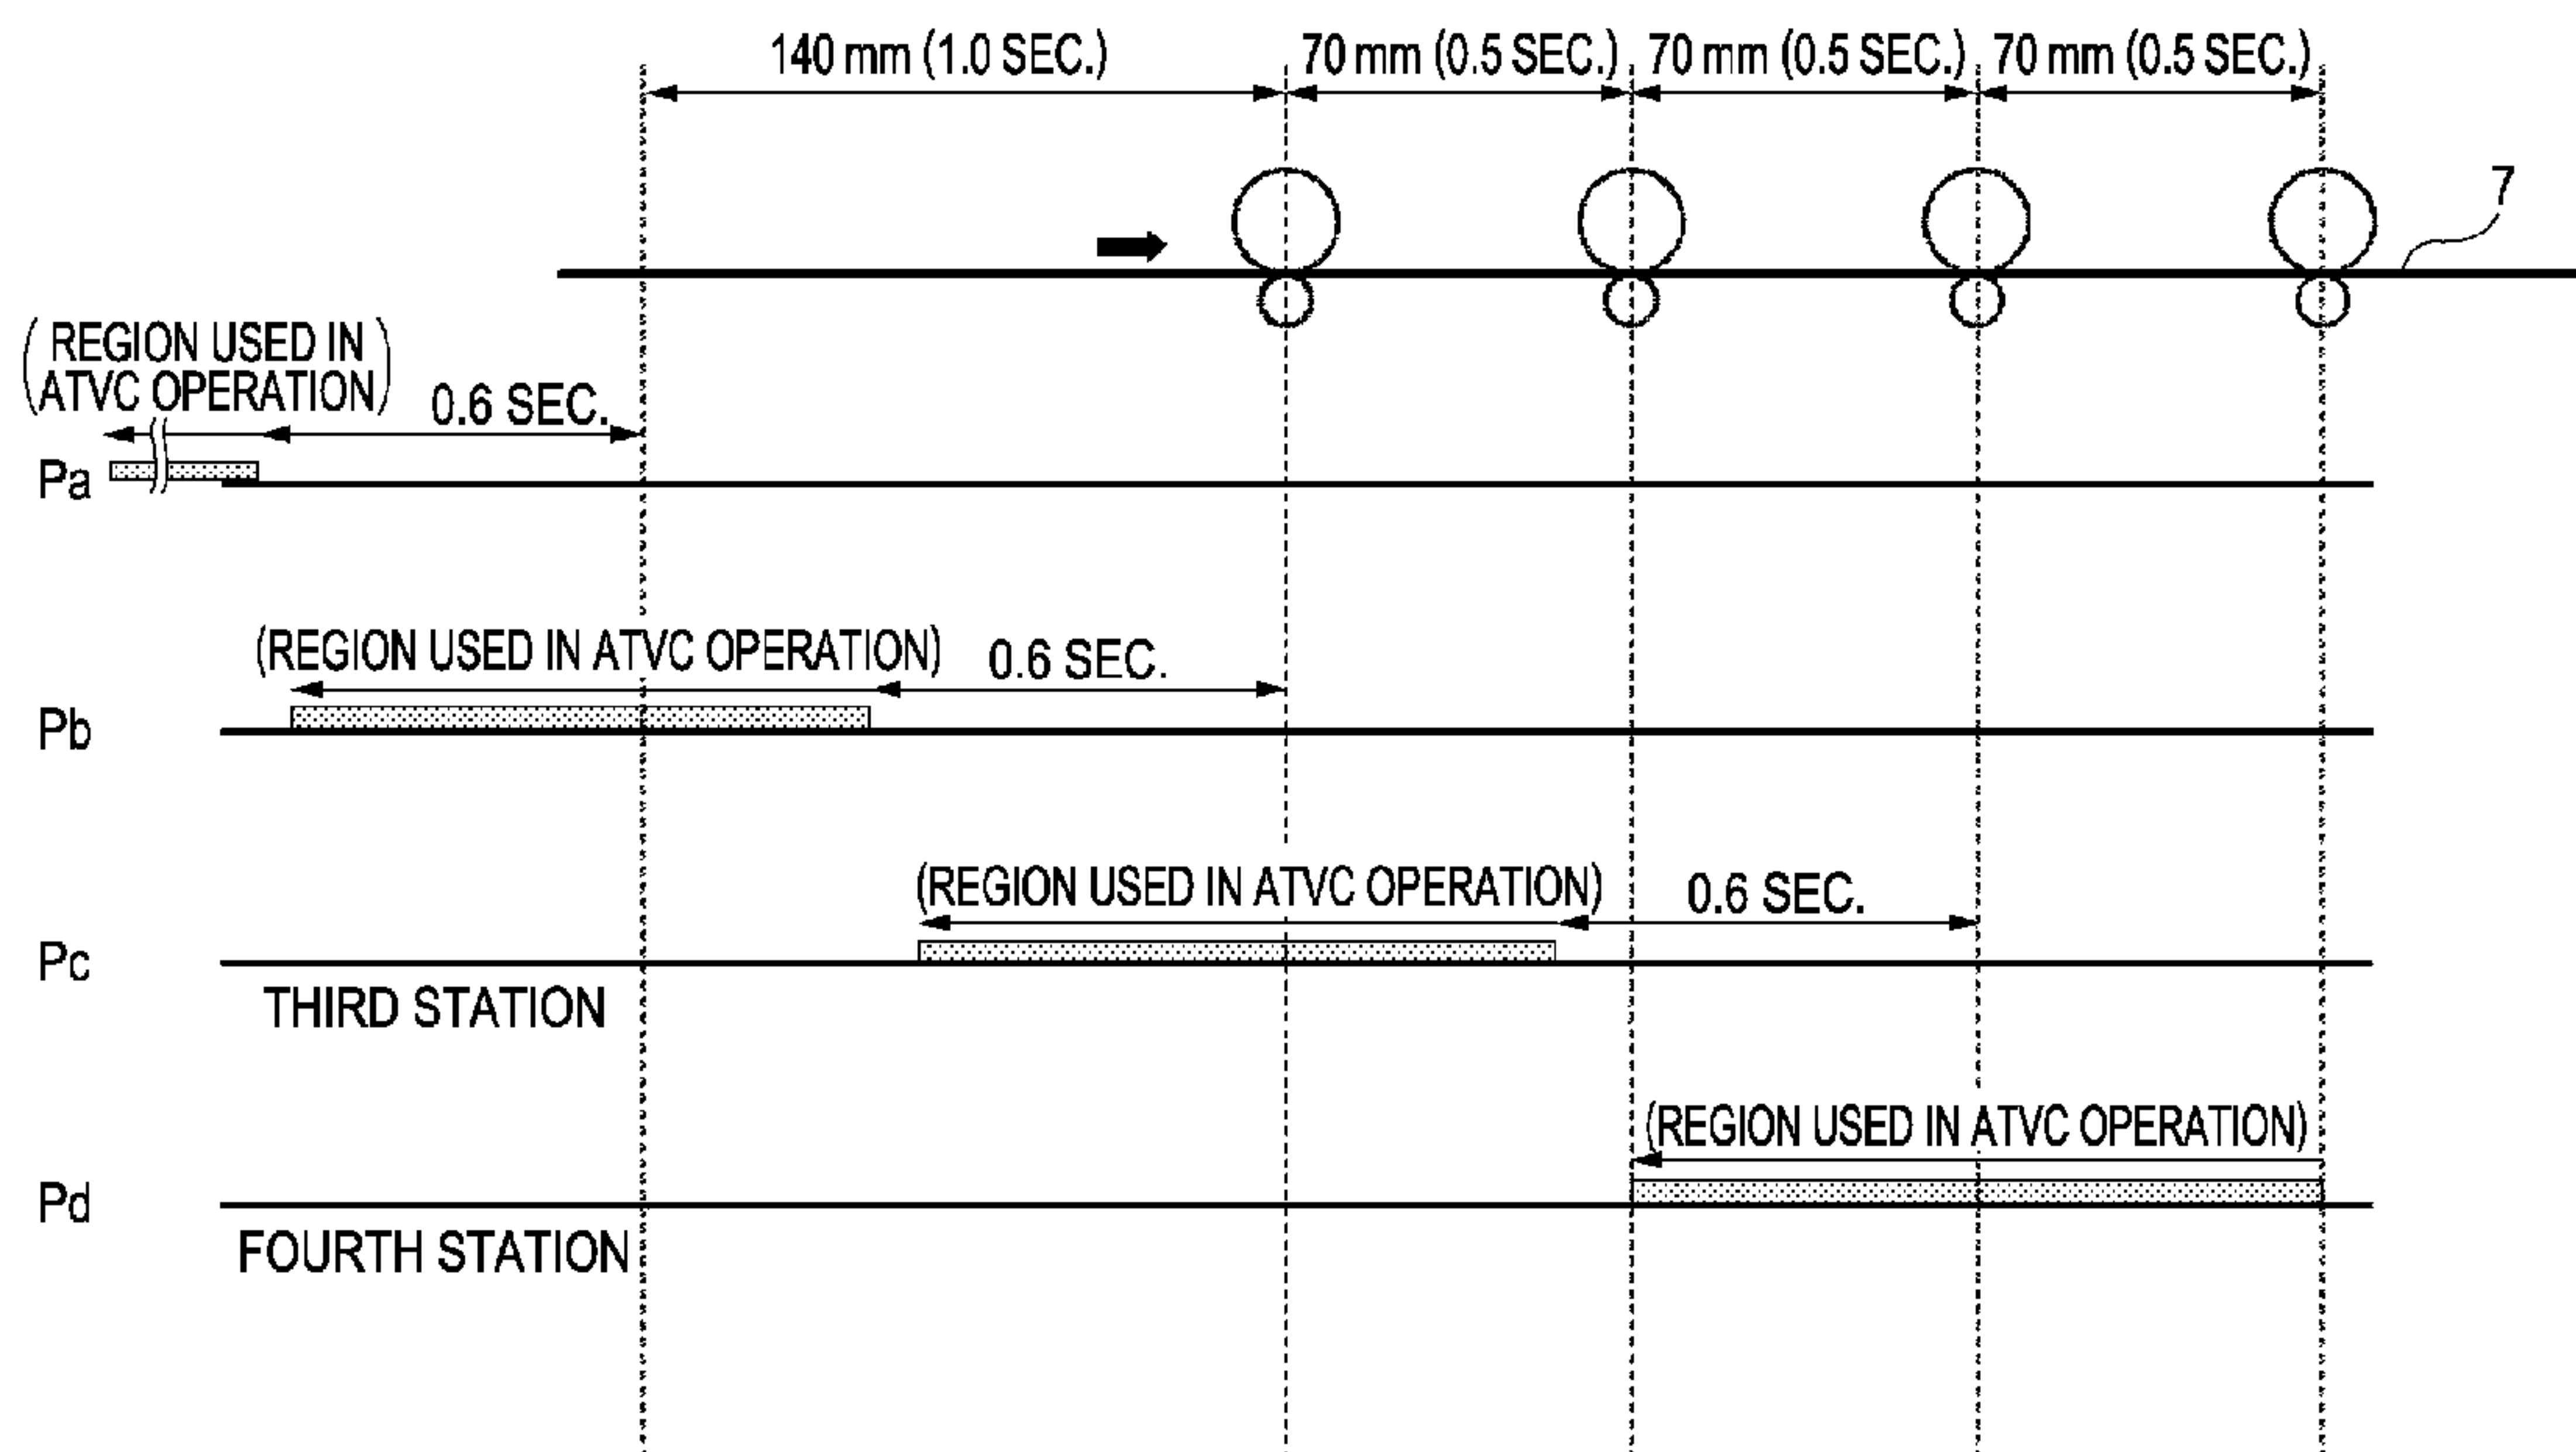 140 mm (1.0 SEC.) 70 mm (0.5 SEC.) 70 mm (0.5 SEC.) 70 mm (0.5 SEC.)
7
(REGION USED IN
ATVC OPERATION)
0.6 SEC.
Pa
(REGION USED IN ATVC OPERATION) 0.6 SEC.
Pb
(REGION USED IN ATVC OPERATION) 0.6 SEC.
Pc
THIRD STATION
(REGION USED IN ATVC OPERATION)
Pd
FOURTH STATION